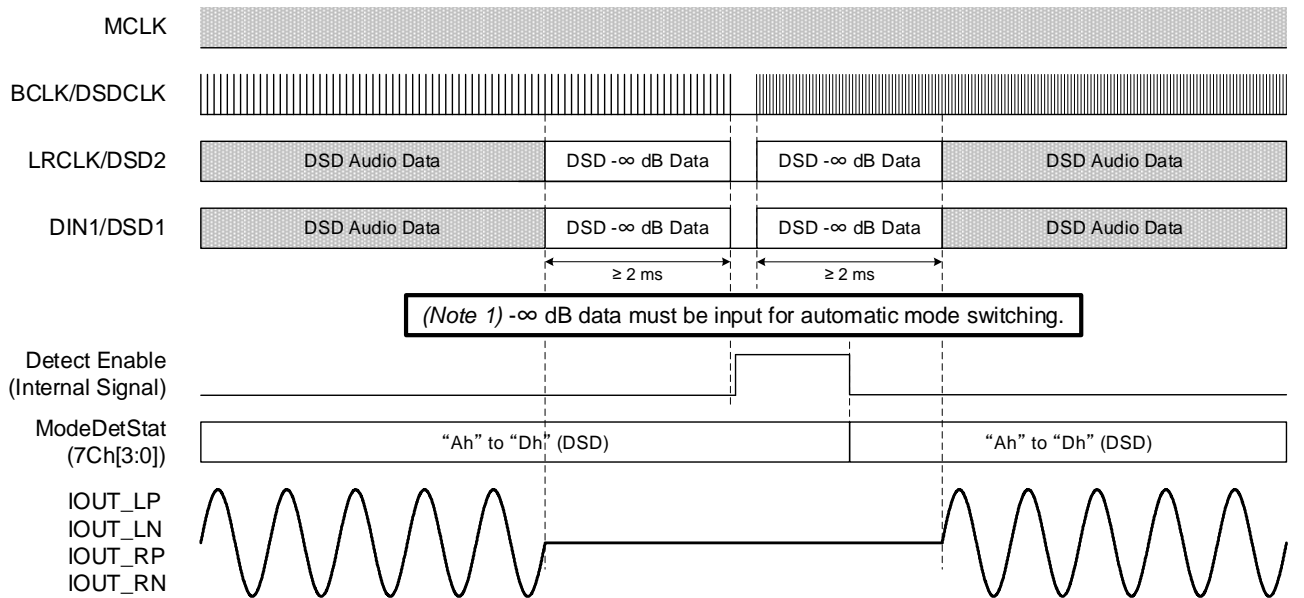 MCLK
BCLK/DSDCLK
LRCLK/DSD2
DSD Audio Data
DSD -∞ dB Data
DSD -∞ dB Data
DSD Audio Data
DIN1/DSD1
DSD Audio Data
DSD -∞ dB Data
DSD -∞ dB Data
DSD Audio Data
≥ 2 ms
≥ 2 ms
(Note 1) -∞ dB data must be input for automatic mode switching.
Detect Enable
(Internal Signal)
ModeDetStat
(7Ch[3:0])
“Ah” to “Dh” (DSD)
“Ah” to “Dh” (DSD)
IOUT_LP
IOUT_LN
IOUT_RP
IOUT_RN